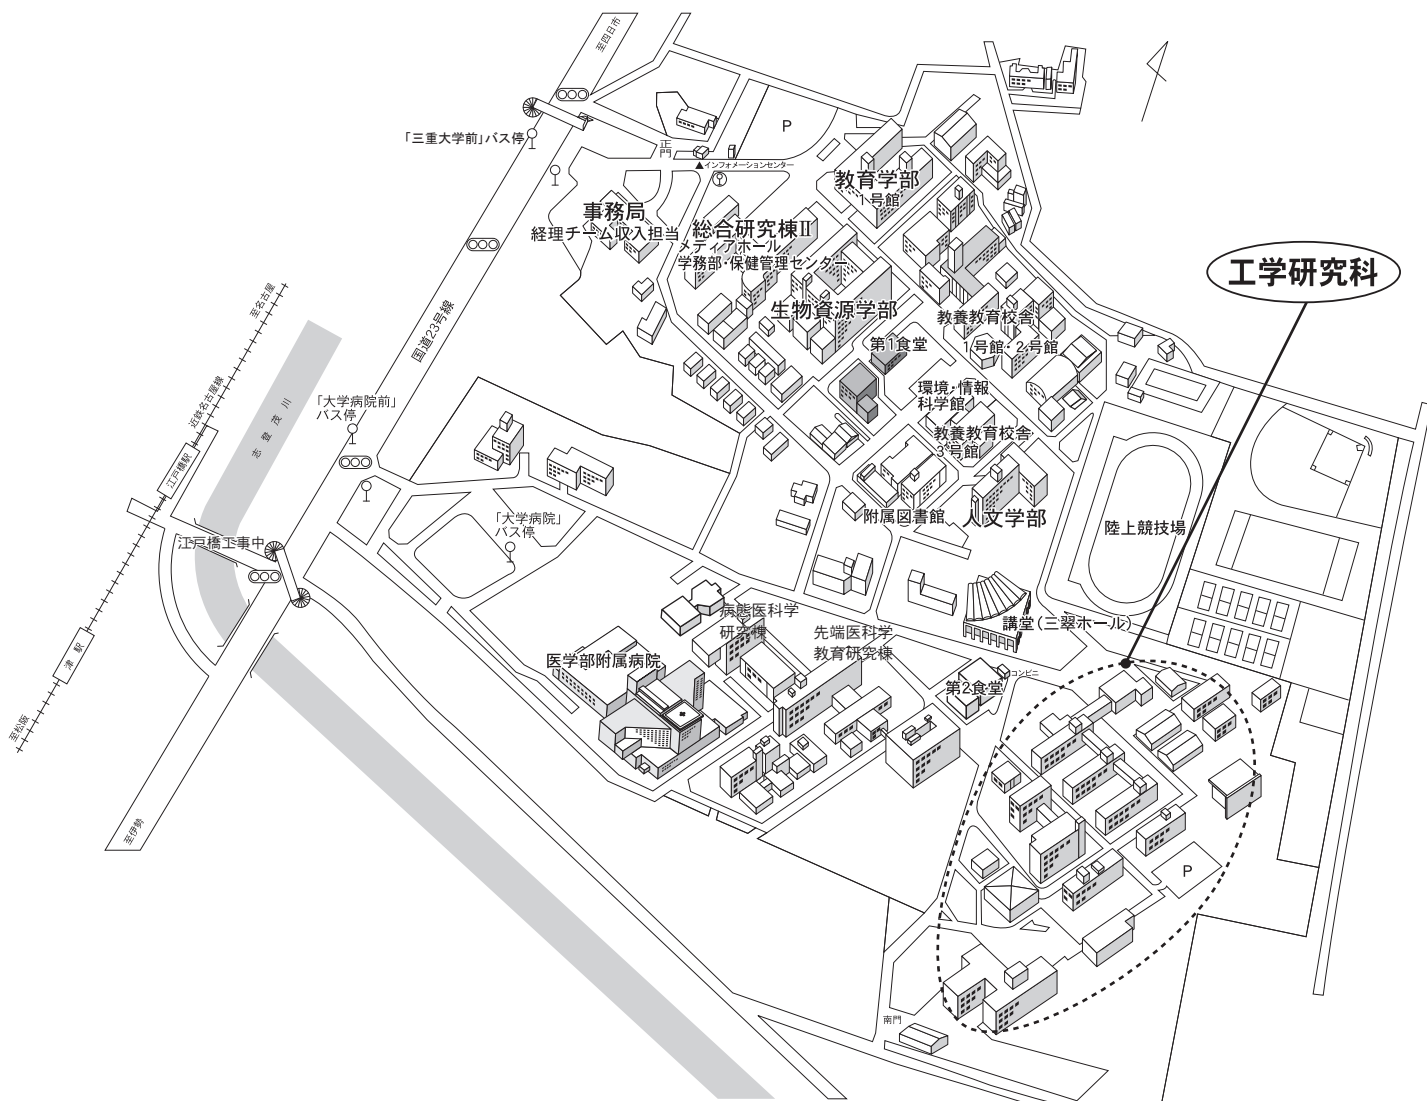 至四日市
「三重大学前」バス停
正門
P
▲インフォメーションセンター
教育学部
1号館
事務局
経理チーム収入担当
総合研究棟Ⅱ
メディアホール
学務部・保健管理センター
工学研究科
生物資源学部
教養教育校舎
1号館・2号館
第1食堂
至名古屋
国道23号線
近鉄名古屋線
志登茂川
「大学病院前」
バス停
環境・情報
科学館
教養教育校舎
3号館
江戸橋駅
附属図書館
人文学部
陸上競技場
「大学病院」
バス停
江戸橋工事中
病態医科学
研究棟
先端医科学
教育研究棟
講堂(三翠ホール)
医学部附属病院
コンビニ
第2食堂
津駅
至松阪
至伊勢
P
南門